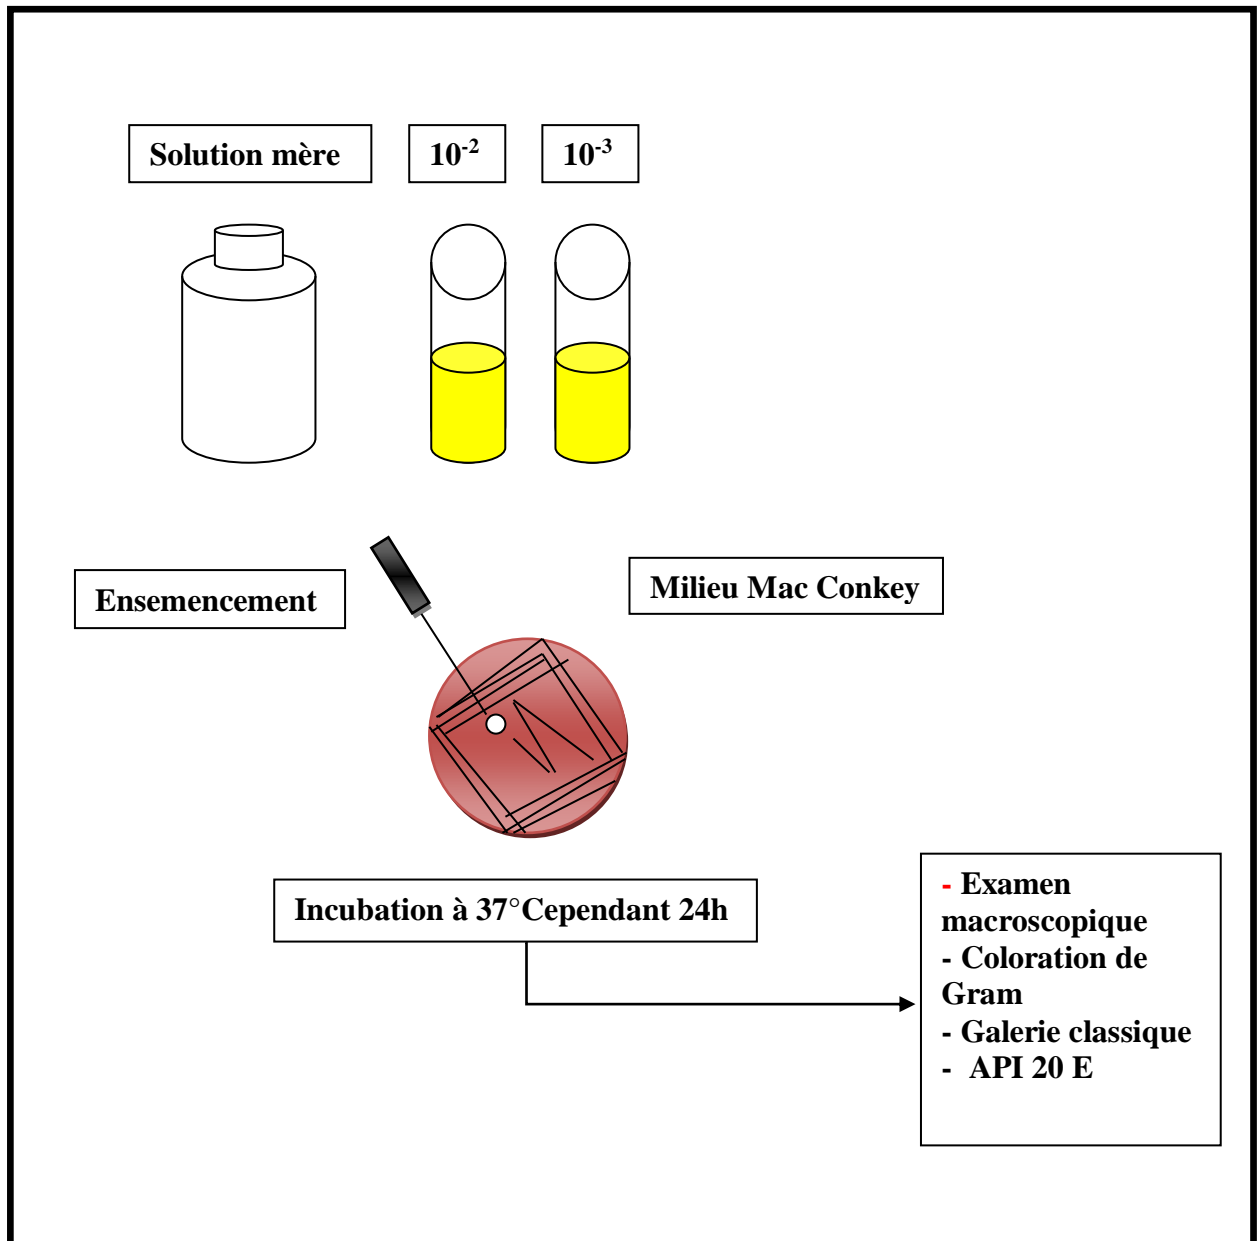 Solution mère
10⁻²
10⁻³
Ensemencement
Milieu Mac Conkey
Incubation à 37°Cependant 24h
- Examen
macroscopique
- Coloration de
Gram
- Galerie classique
- API 20 E